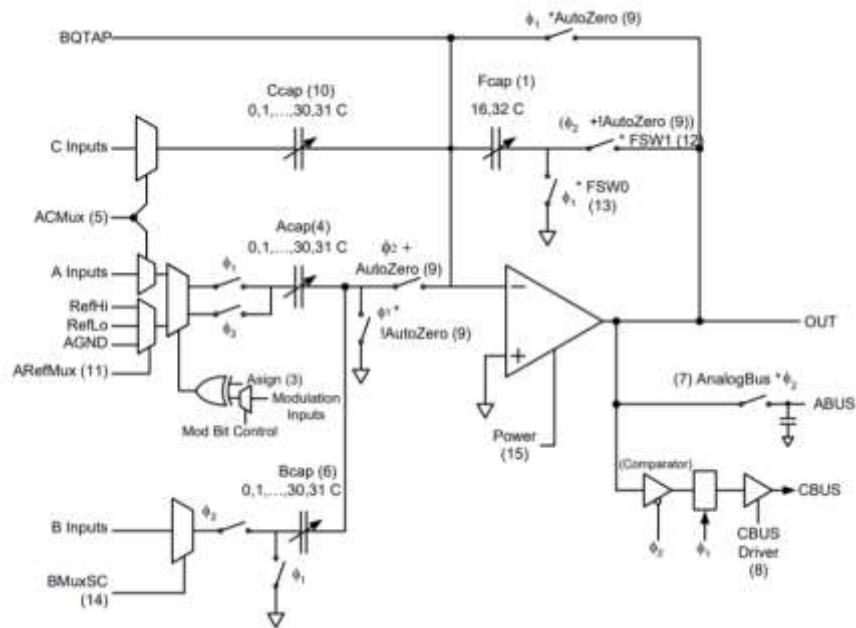 ϕ1 *AutoZero (9)
BQTAP
Ccap (10)
0,1,…,30,31 C
Fcap (1)
16,32 C
(ϕ2 +!AutoZero (9))
* FSW1 (12)
C Inputs
ϕ1 * FSW0
(13)
ACMux (5)
Acap(4)
0,1,…,30,31 C
ϕ2 +
AutoZero (9)
A Inputs
ϕ1
RefHi
RefLo
ϕ2
AGND
ϕ1*
!AutoZero (9)
OUT
ARefMux (11)
Asign (3)
Modulation
Inputs
Mod Bit Control
(7) AnalogBus *ϕ2
ABUS
Power
(15)
Bcap (6)
0,1,…,30,31 C
(Comparator)
CBUS
B Inputs
ϕ2
ϕ1
ϕ2
ϕ1
CBUS
Driver
(8)
BMuxSC
(14)